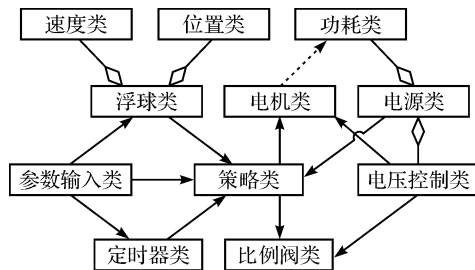 速度类
位置类
功耗类
浮球类
电机类
电源类
参数输入类
策略类
电压控制类
定时器类
比例阀类